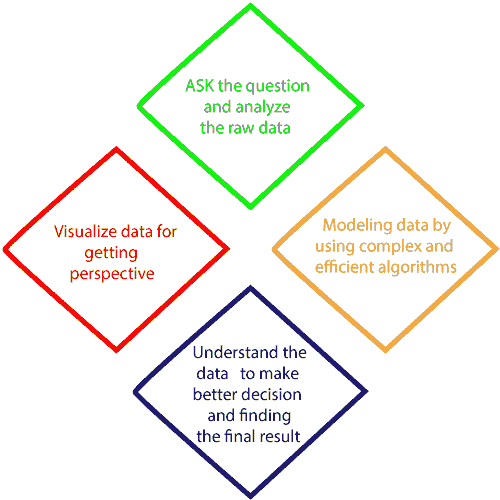 ASK the question
and analyze
the raw data
Visualize data for
getting
perspective
Modeling data by
using complex and
efficient algorithms
Understand the
data to make
better decision
and finding
the final result